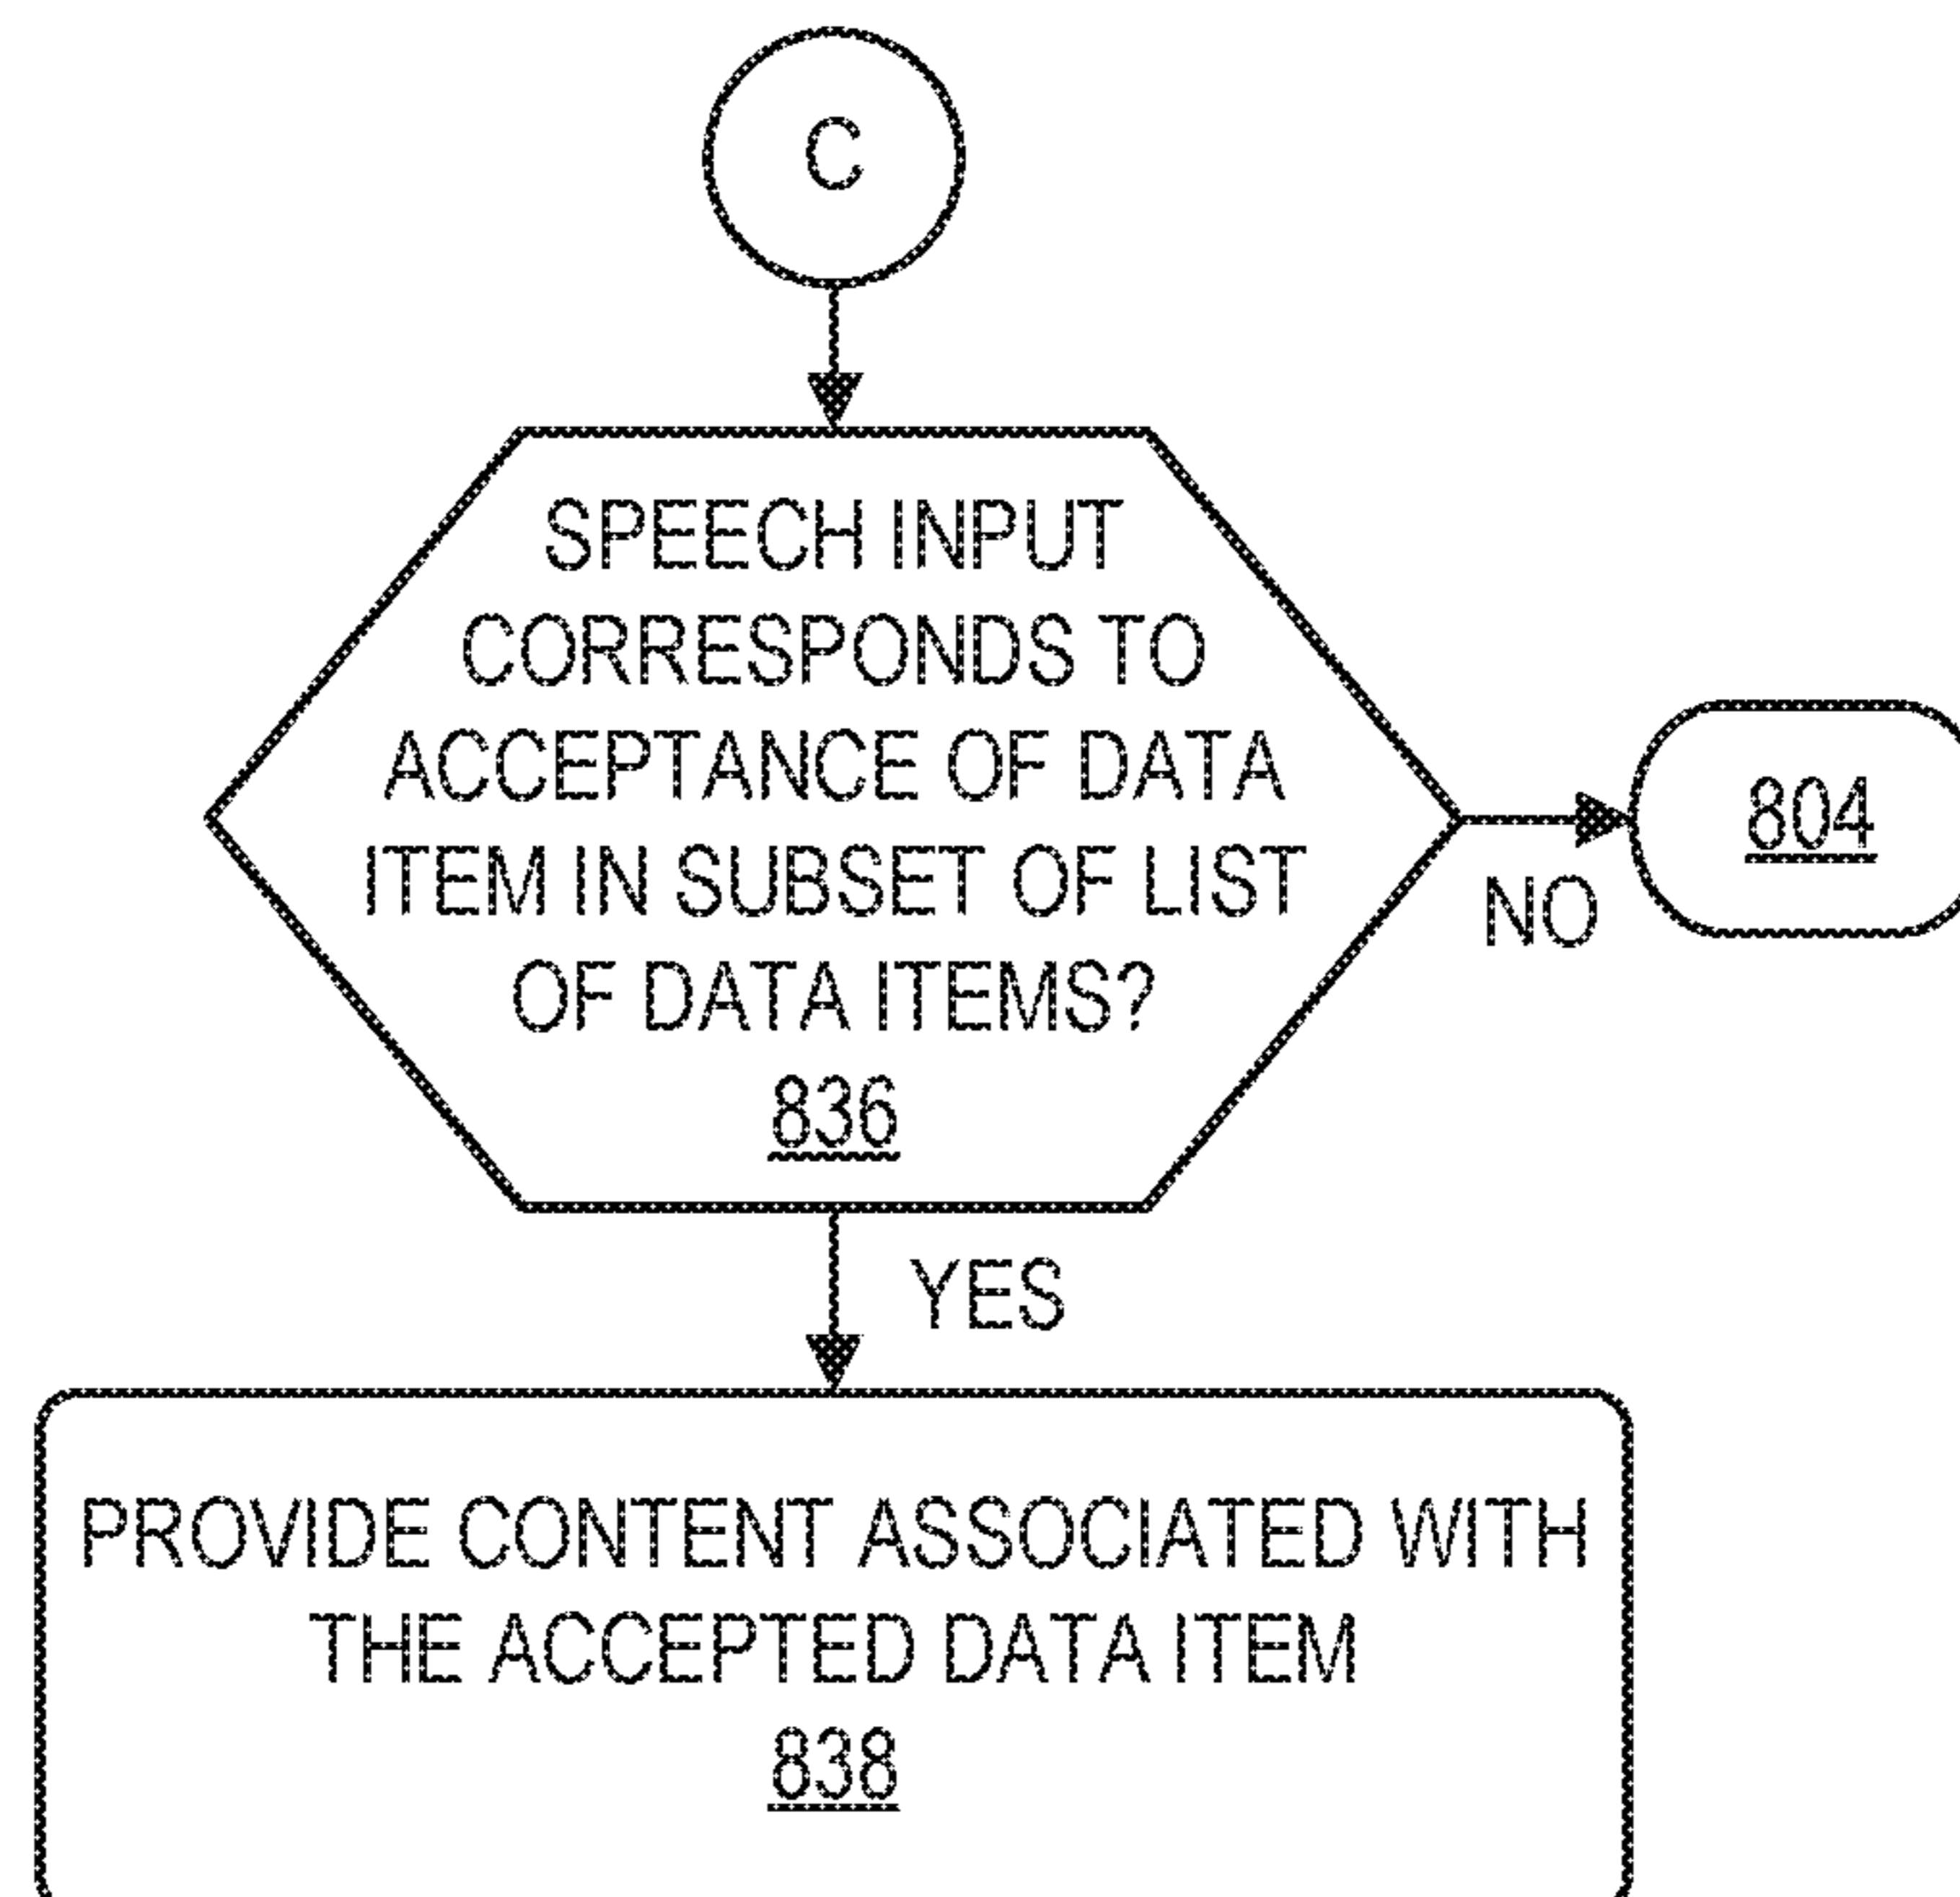 C
SPEECH INPUT
CORRESPONDS TO
ACCEPTANCE OF DATA
ITEM IN SUBSET OF LIST
OF DATA ITEMS?
836
804
NO
YES
PROVIDE CONTENT ASSOCIATED WITH
THE ACCEPTED DATA ITEM
838